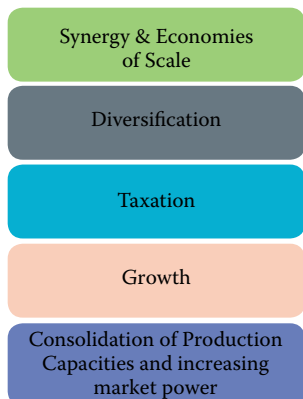 Synergy & Economies
of Scale
Diversification
Taxation
Growth
Consolidation of Production
Capacities and increasing
market power